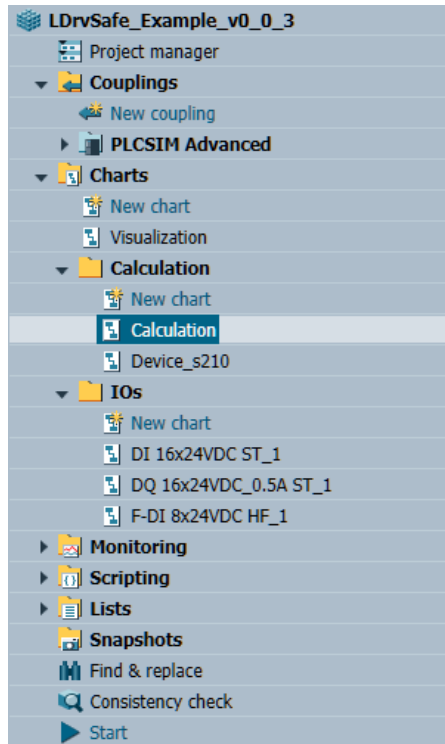 LDrvSafe_Example_v0_0_3
Project manager
Couplings
New coupling
PLCSIM Advanced
Charts
New chart
Visualization
Calculation
New chart
Calculation
Device_s210
IOs
New chart
DI 16x24VDC ST_1
DQ 16x24VDC_0.5A ST_1
F-DI 8x24VDC HF_1
Monitoring
Scripting
Lists
Snapshots
Find & replace
Consistency check
Start